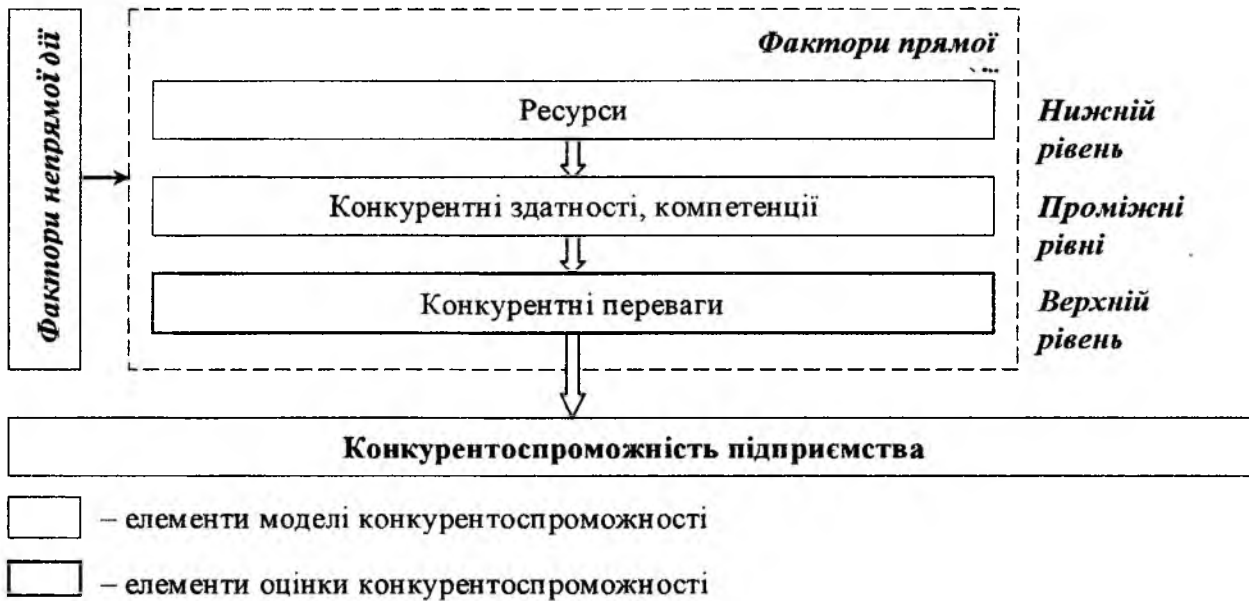 Фактори непрямої дії
Фактори прямої
Ресурси
Нижній
рівень
Конкурентні здатності, компетенції
Проміжні
рівні
Конкурентні переваги
Верхній
рівень
Конкурентоспроможність підприємства
– елементи моделі конкурентоспроможності
– елементи оцінки конкурентоспроможності